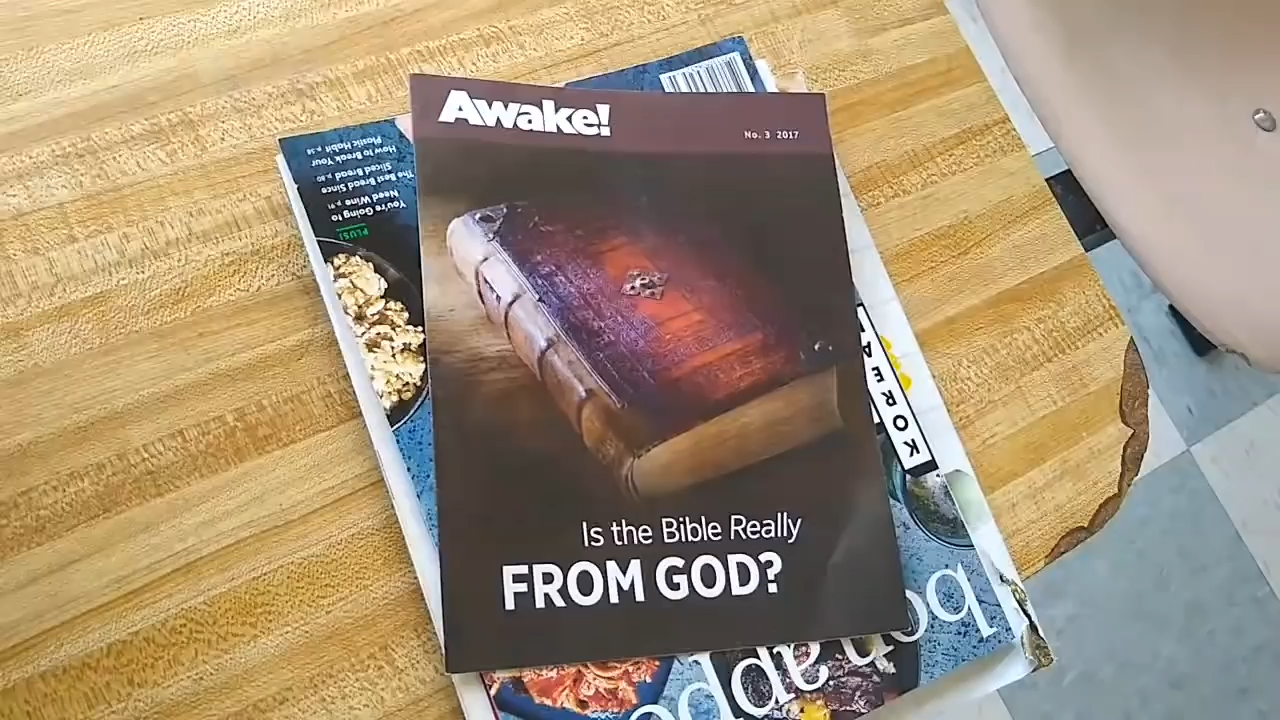 Awake!
No. 3 2017
Is the Bible Really
FROM GOD?
PLUS!
You're Going to
Need Wine p.91
The Best Bread Since
Sliced Bread p.80
How to Break Your
Plastic Habit p.38
KOREA
bon app